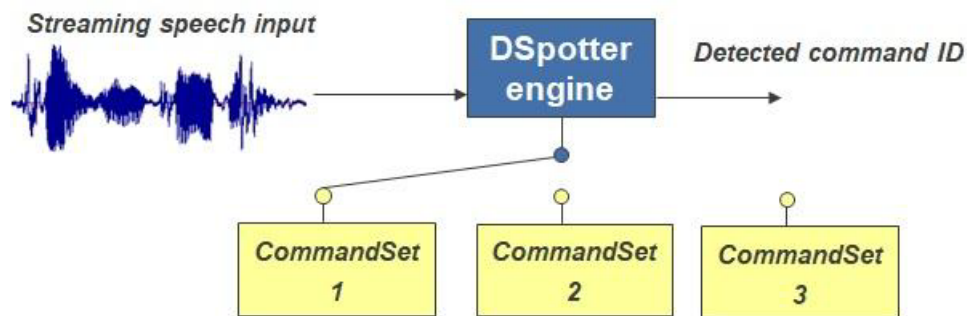 Streaming speech input
DSpotter
engine
Detected command ID
CommandSet
1
CommandSet
2
CommandSet
3